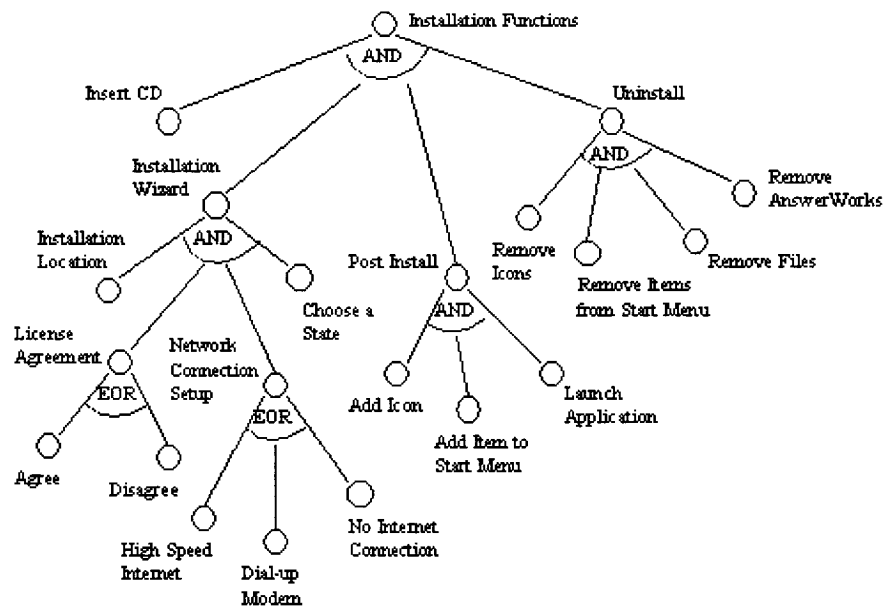 Installation Functions
AND
Insert CD
Uninstall
AND
Installation
Wizard
Remove
AnswerWorks
Installation
Location
AND
Post Install
Remove
Icons
Remove Items
from Start Menu
Remove Files
Choose a
State
AND
License
Agreement
Network
Connection
Setup
EOR
EOR
Add Icon
Add Item to
Start Menu
Launch
Application
Agree
Disagree
High Speed
Internet
Dial-up
Modem
No Internet
Connection